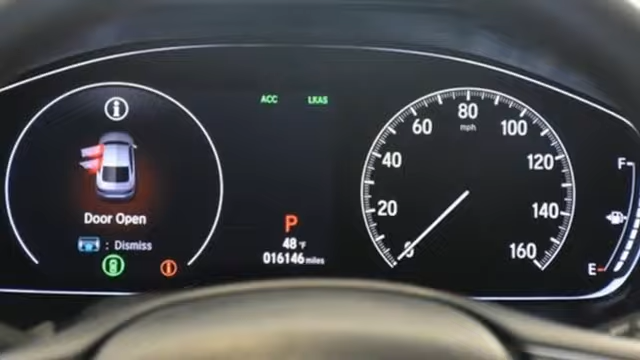 i
ACC LKAS
Door Open
: Dismiss
i
P
48 °F
016146 miles
0
20
40
60
80
mph
100
120
140
160
F
E